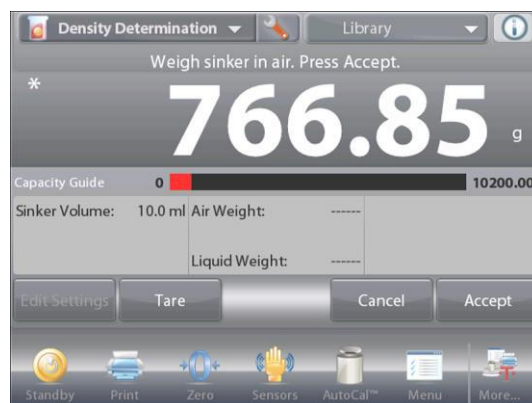 Density Determination Library
Weigh sinker in air. Press Accept.
*
766.85 g
Capacity Guide 0 10200.00
Sinker Volume: 10.0 ml Air Weight: ------
Liquid Weight: ------
Edit Settings Tare Cancel Accept
Standby Print Zero Sensors AutoCal™ Menu More...